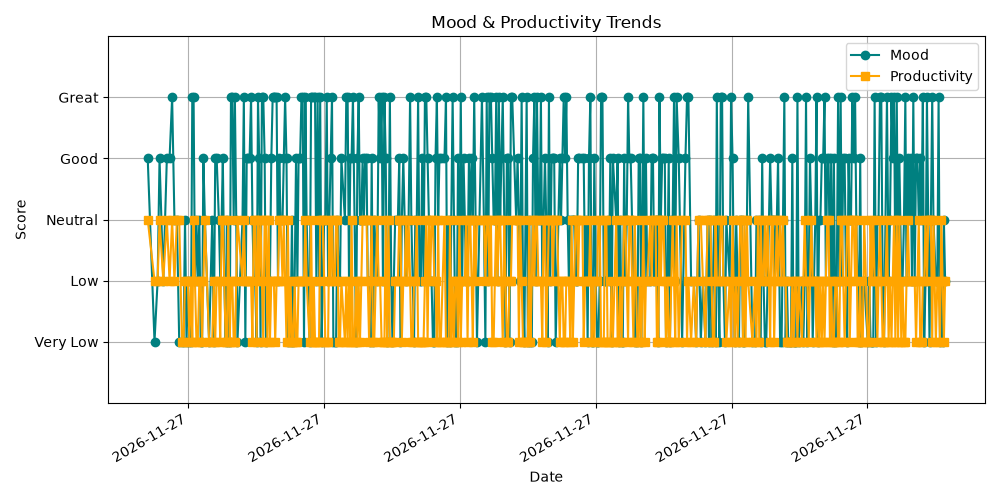 Mood & Productivity Trends
Mood
Productivity
Great
Good
Neutral
Low
Very Low
Score
2026-11-27
2026-11-27
2026-11-27
2026-11-27
2026-11-27
2026-11-27
Date